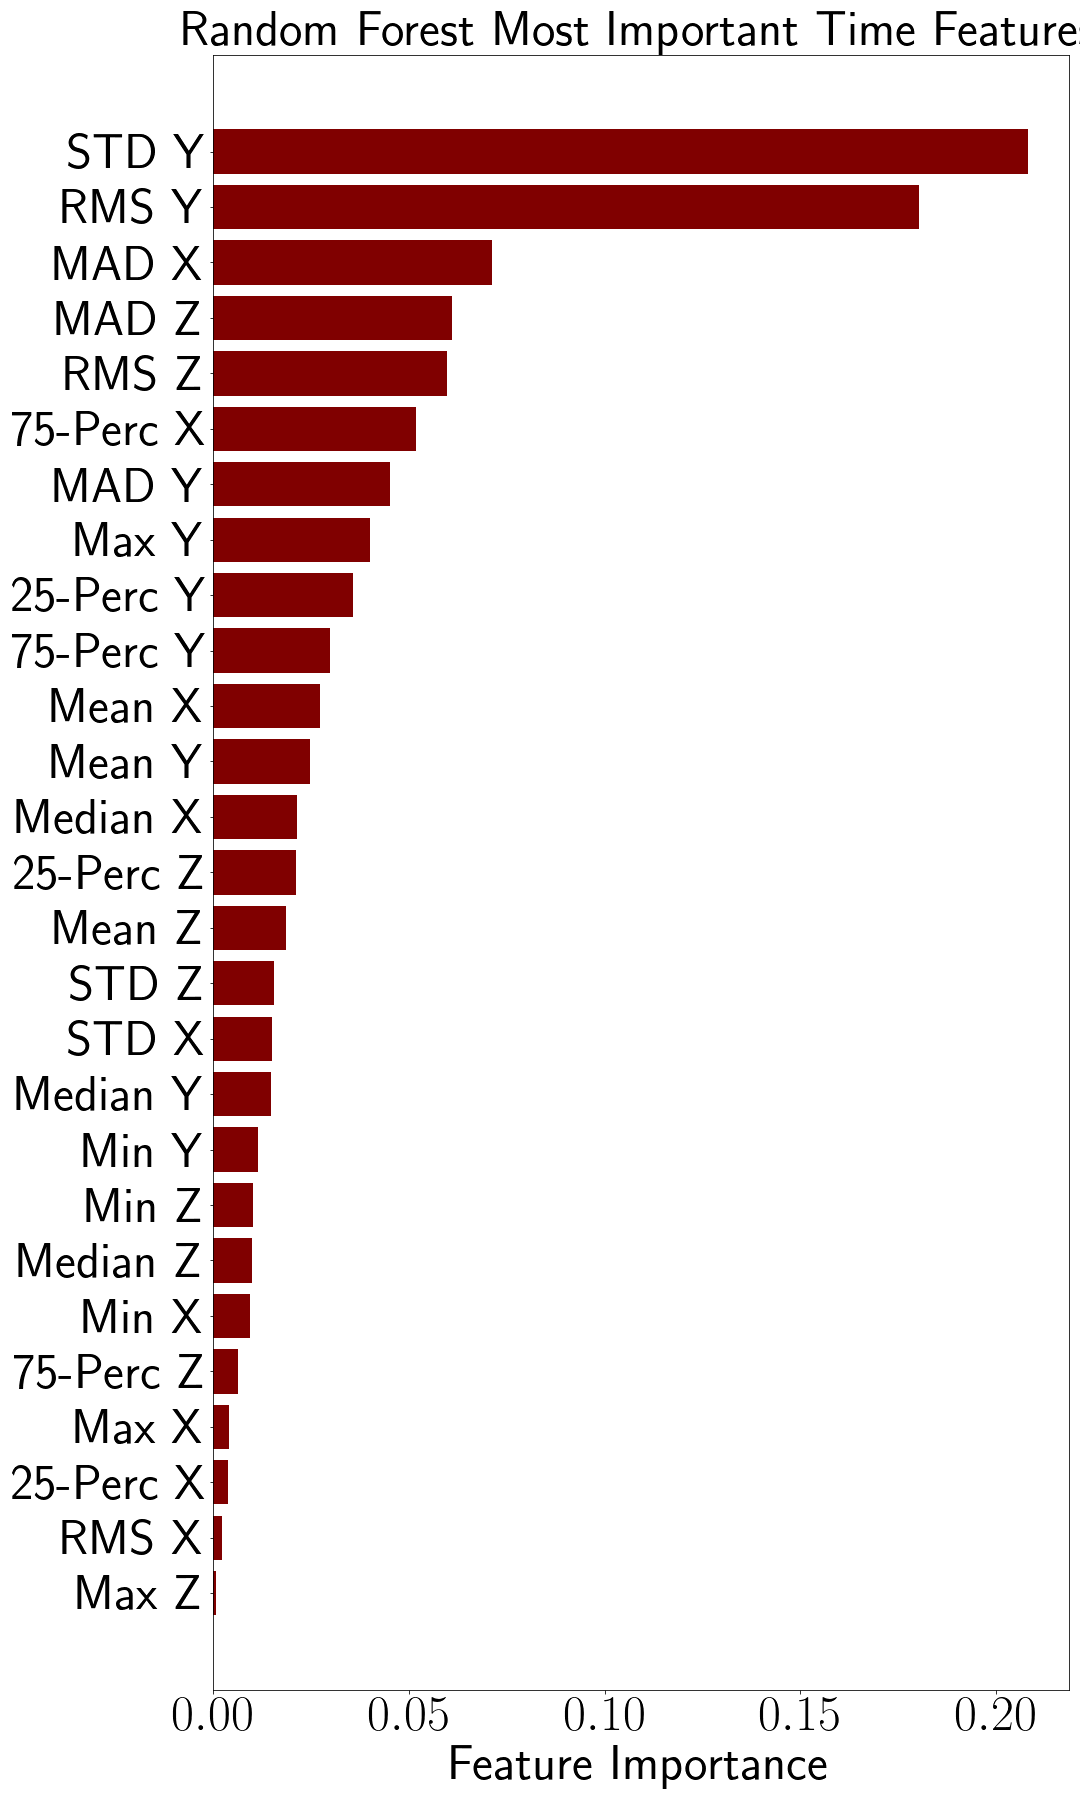 Random Forest Most Important Time Features
STD Y
RMS Y
MAD X
MAD Z
RMS Z
75-Perc X
MAD Y
Max Y
25-Perc Y
75-Perc Y
Mean X
Mean Y
Median X
25-Perc Z
Mean Z
STD Z
STD X
Median Y
Min Y
Min Z
Median Z
Min X
75-Perc Z
Max X
25-Perc X
RMS X
Max Z
0.00 0.05 0.10 0.15 0.20
Feature Importance